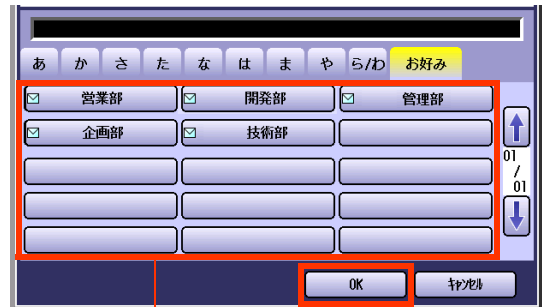 あ か さ た な は ま や ら/わ お好み
営業部 開発部 管理部
企画部 技術部
01
/
01
OK ｷｬﾝｾﾙ